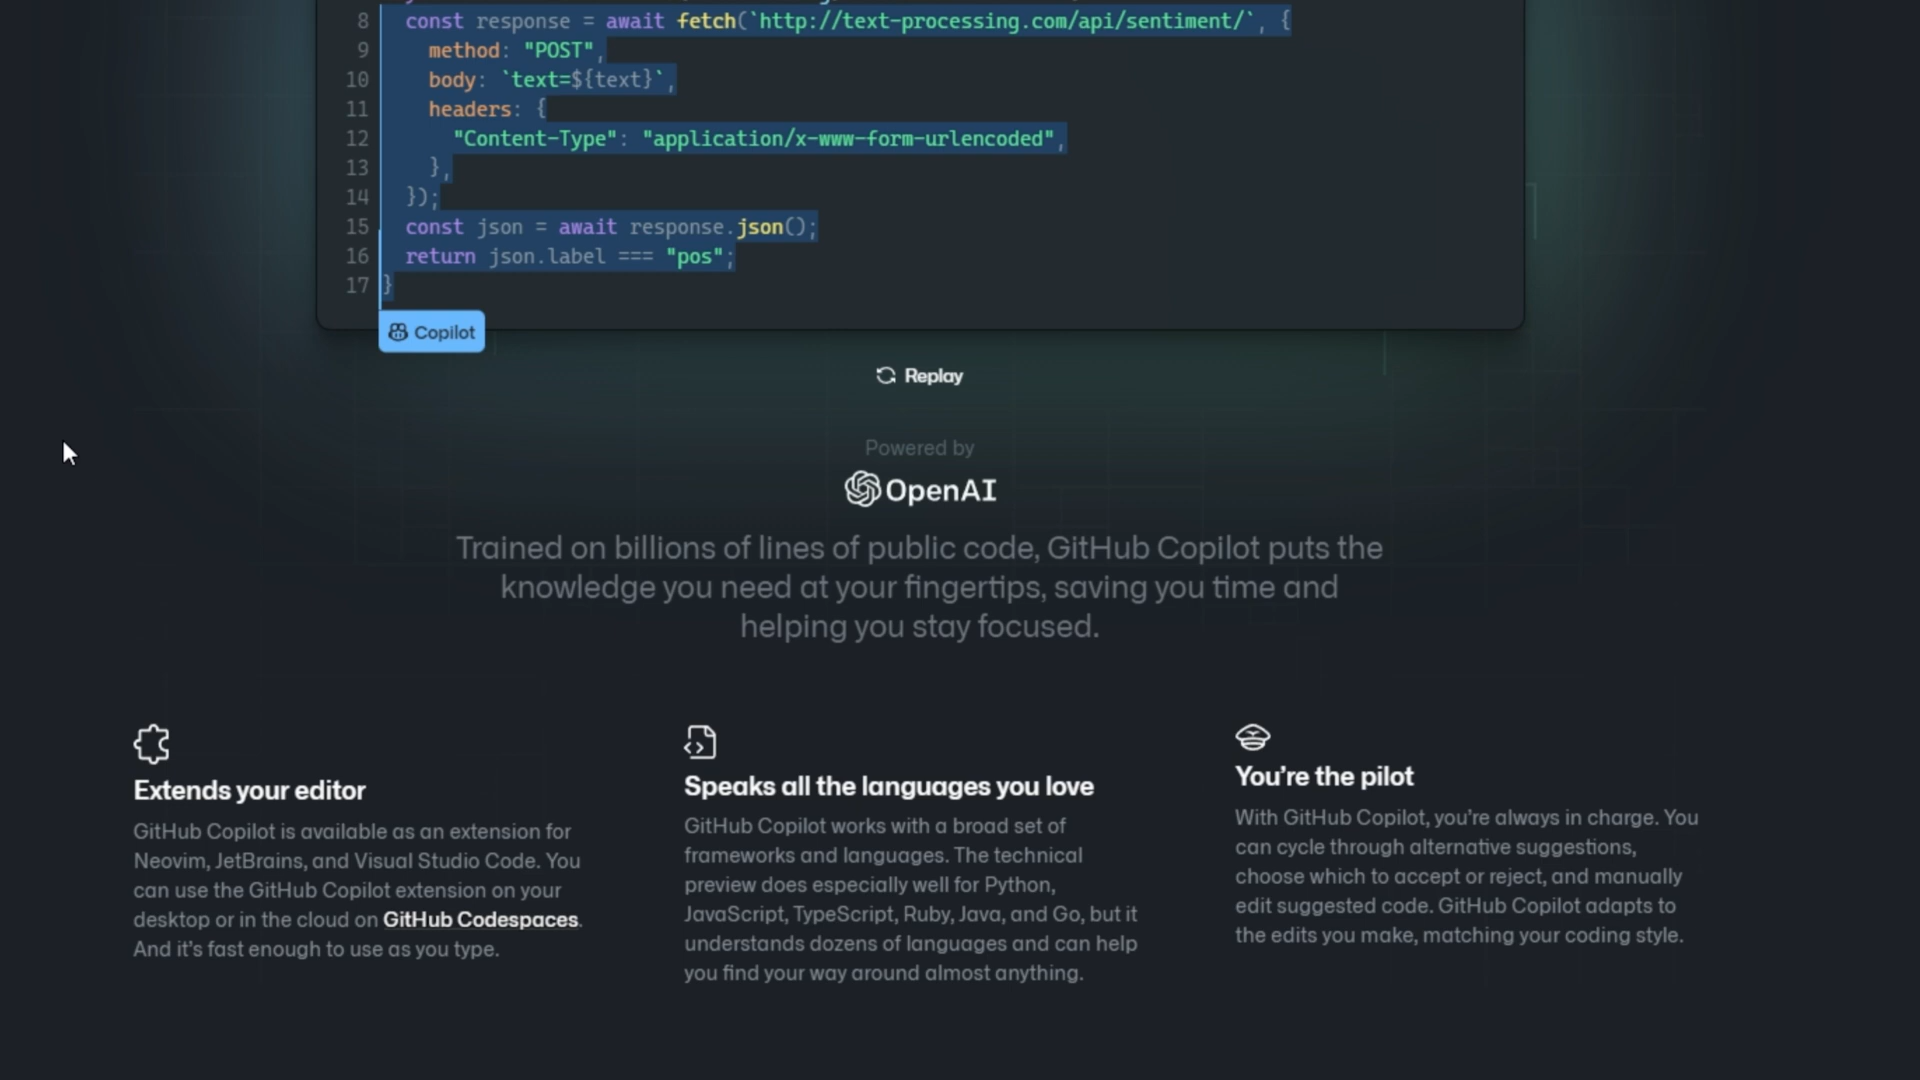 8 const response = await fetch(`http://text-processing.com/api/sentiment/`, {
9 method: "POST",
10 body: `text=${text}`,
11 headers: {
12 "Content-Type": "application/x-www-form-urlencoded",
13 },
14 });
15 const json = await response.json();
16 return json.label === "pos";
17 }
Copilot
Replay
Powered by
OpenAI
Trained on billions of lines of public code, GitHub Copilot puts the
knowledge you need at your fingertips, saving you time and
helping you stay focused.
Extends your editor
GitHub Copilot is available as an extension for
Neovim, JetBrains, and Visual Studio Code. You
can use the GitHub Copilot extension on your
desktop or in the cloud on GitHub Codespaces.
And it’s fast enough to use as you type.
Speaks all the languages you love
GitHub Copilot works with a broad set of
frameworks and languages. The technical
preview does especially well for Python,
JavaScript, TypeScript, Ruby, Java, and Go, but it
understands dozens of languages and can help
you find your way around almost anything.
You’re the pilot
With GitHub Copilot, you’re always in charge. You
can cycle through alternative suggestions,
choose which to accept or reject, and manually
edit suggested code. GitHub Copilot adapts to
the edits you make, matching your coding style.